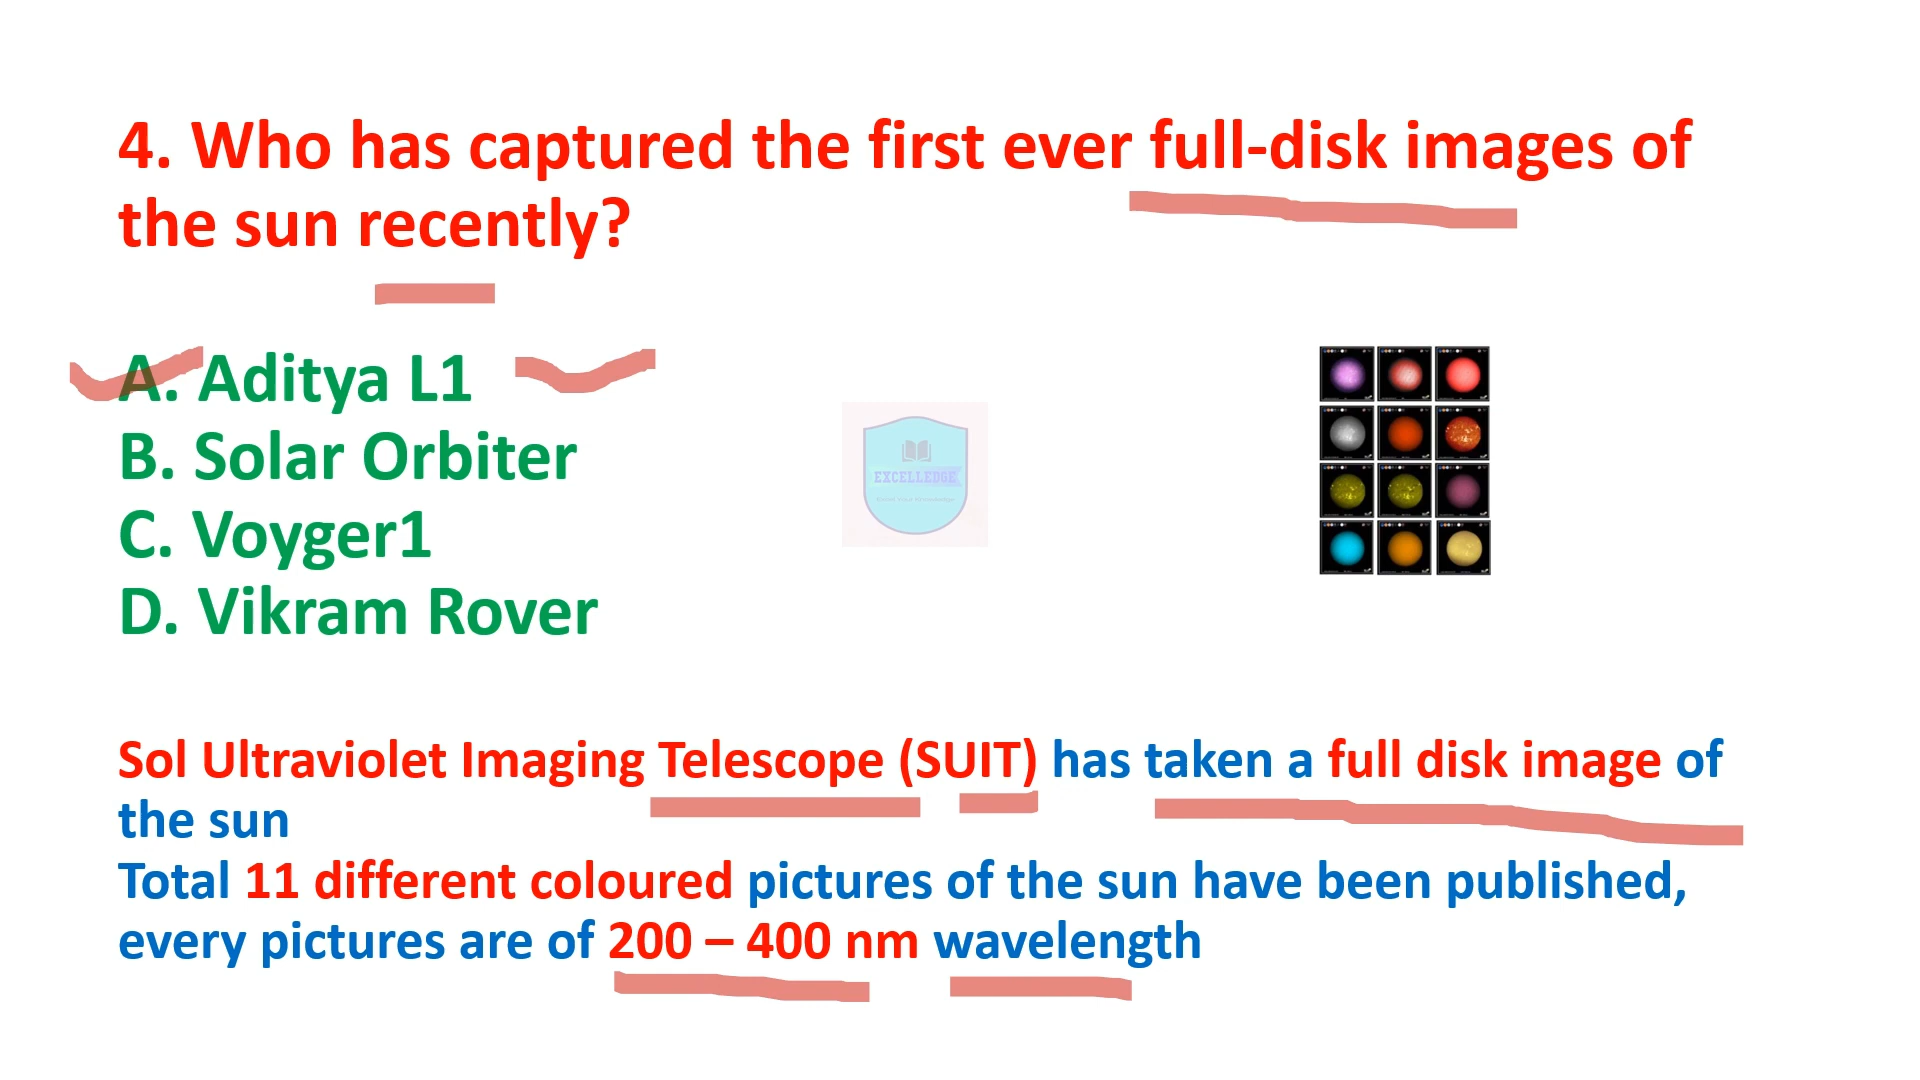 4. Who has captured the first ever full-disk images of
the sun recently?
A. Aditya L1
B. Solar Orbiter
C. Voyger1
D. Vikram Rover
EXCELLEDGE
Sol Ultraviolet Imaging Telescope (SUIT) has taken a full disk image of
the sun
Total 11 different coloured pictures of the sun have been published,
every pictures are of 200 – 400 nm wavelength